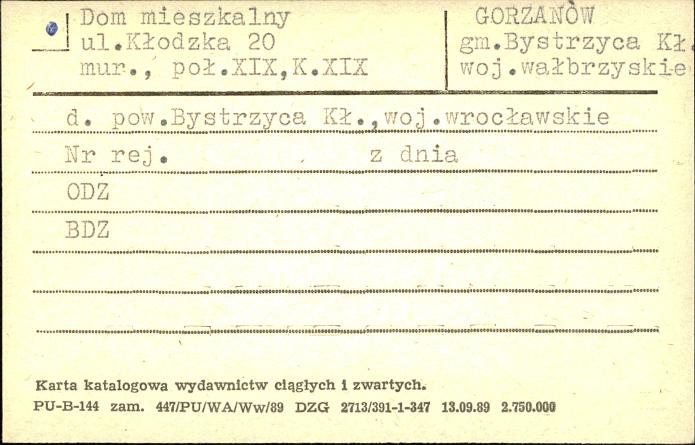 Dom mieszkalny
ul.Kłodzka 20
mur., poł.XIX,K.XIX
GORZANÓW
gm.Bystrzyca Kł.
woj.wałbrzyskie
d. pow.Bystrzyca Kł.,woj.wrocławskie
Nr rej. z dnia
ODZ
BDZ
Karta katalogowa wydawnictw ciągłych i zwartych.
PU-B-144 zam. 447/PU/WA/Ww/89 DZG 2713/391-1-347 13.09.89 2.750.000